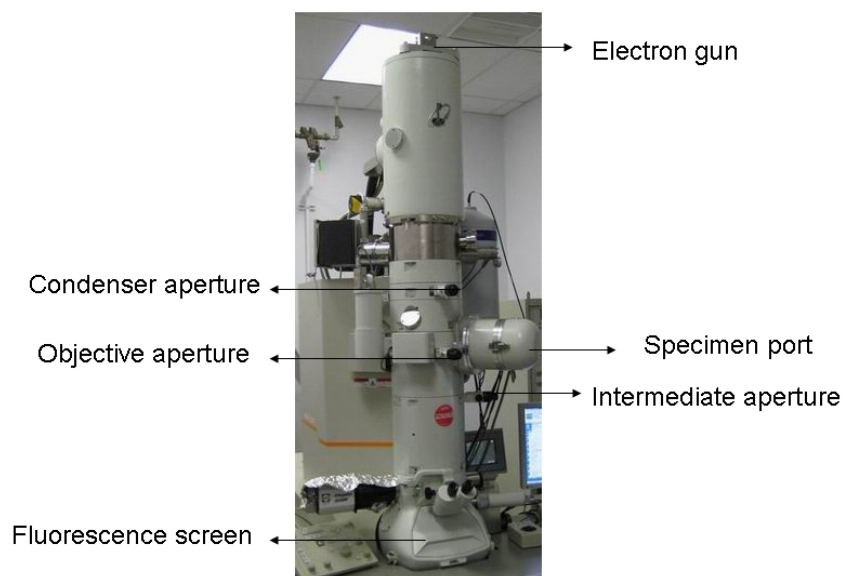 Electron gun
Condenser aperture
Objective aperture
Specimen port
Intermediate aperture
Fluorescence screen